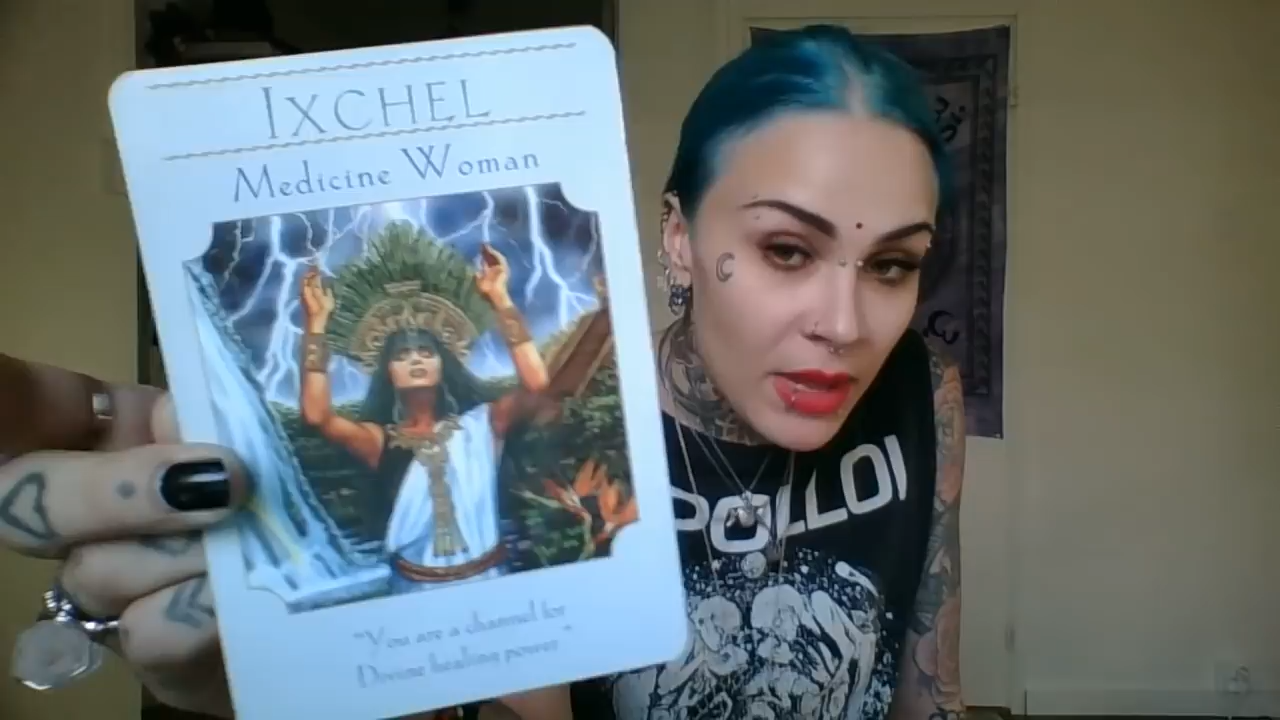 IXCHEL
Medicine Woman
"You are a channel for
Divine healing power"
POLLOI